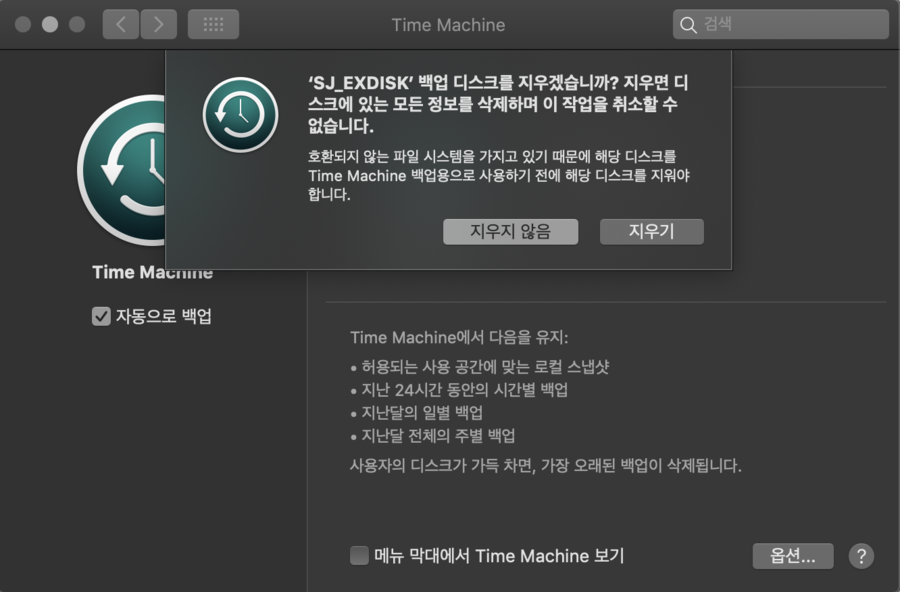 Time Machine
검색
‘SJ_EXDISK’ 백업 디스크를 지우겠습니까? 지우면 디
스크에 있는 모든 정보를 삭제하며 이 작업을 취소할 수
없습니다.
호환되지 않는 파일 시스템을 가지고 있기 때문에 해당 디스크를
Time Machine 백업용으로 사용하기 전에 해당 디스크를 지워야
합니다.
지우지 않음
지우기
Time Machine
자동으로 백업
Time Machine에서 다음을 유지:
• 허용되는 사용 공간에 맞는 로컬 스냅샷
• 지난 24시간 동안의 시간별 백업
• 지난달의 일별 백업
• 지난달 전체의 주별 백업
사용자의 디스크가 가득 차면, 가장 오래된 백업이 삭제됩니다.
메뉴 막대에서 Time Machine 보기
옵션...
?